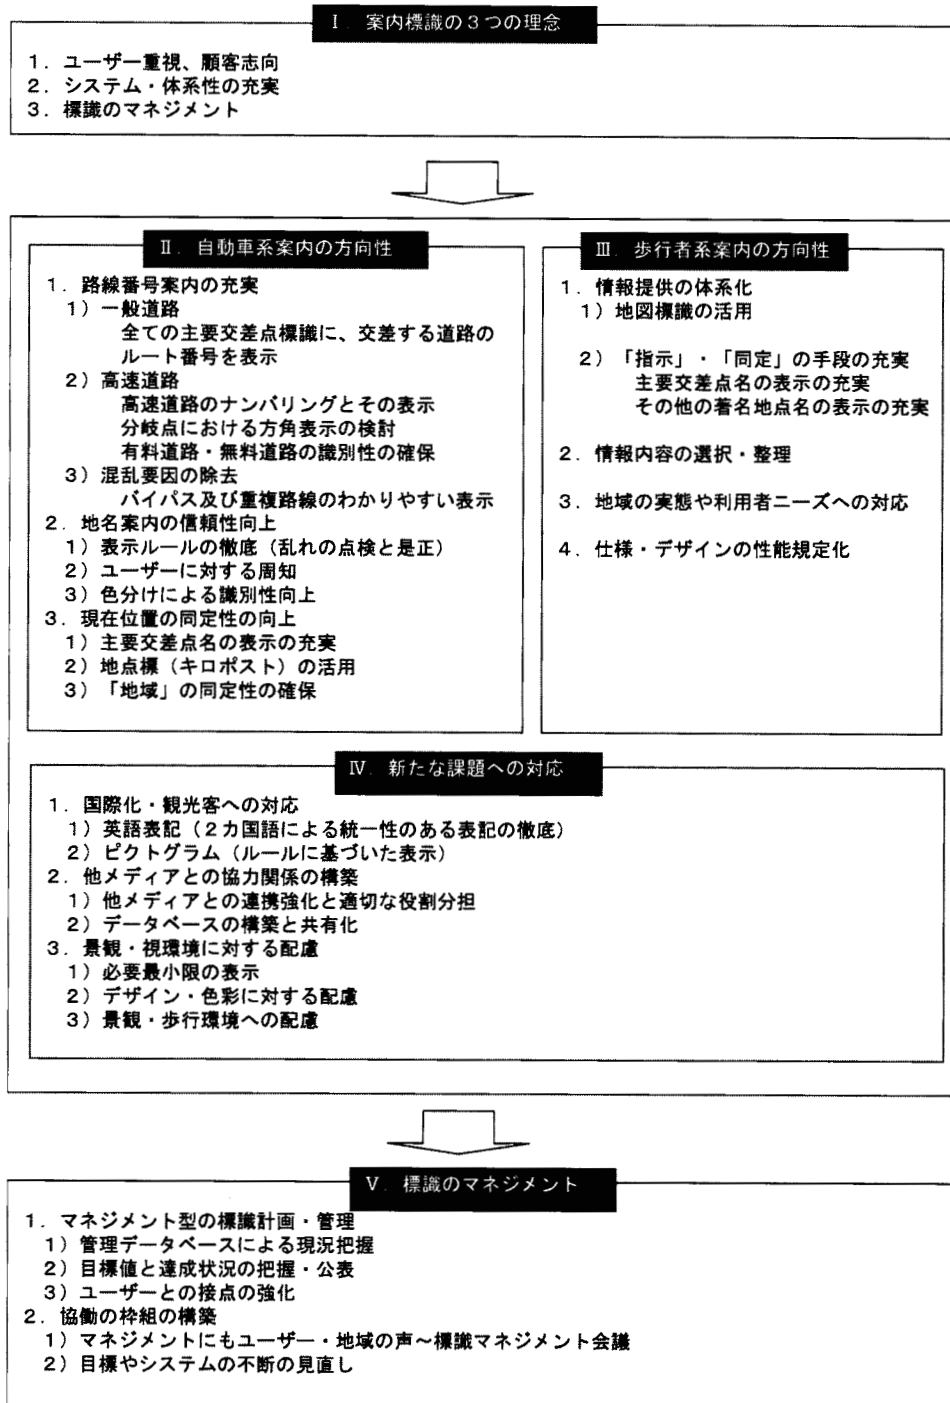 Ⅰ. 案内標識の3つの理念
1. ユーザー重視、顧客志向
2. システム・体系性の充実
3. 標識のマネジメント
Ⅱ. 自動車系案内の方向性
1. 路線番号案内の充実
1) 一般道路
全ての主要交差点標識に、交差する道路の
ルート番号を表示
2) 高速道路
高速道路のナンバリングとその表示
分岐点における方角表示の検討
有料道路・無料道路の識別性の確保
3) 混乱要因の除去
バイパス及び重複路線のわかりやすい表示
2. 地名案内の信頼性向上
1) 表示ルールの徹底(乱れの点検と是正)
2) ユーザーに対する周知
3) 色分けによる識別性向上
3. 現在位置の同定性の向上
1) 主要交差点名の表示の充実
2) 地点標(キロポスト)の活用
3) 「地域」の同定性の確保
Ⅲ. 歩行者系案内の方向性
1. 情報提供の体系化
1) 地図標識の活用
2) 「指示」・「同定」の手段の充実
主要交差点名の表示の充実
その他の著名地点名の表示の充実
2. 情報内容の選択・整理
3. 地域の実態や利用者ニーズへの対応
4. 仕様・デザインの性能規定化
Ⅳ. 新たな課題への対応
1. 国際化・観光客への対応
1) 英語表記(2カ国語による統一性のある表記の徹底)
2) ピクトグラム(ルールに基づいた表示)
2. 他メディアとの協力関係の構築
1) 他メディアとの連携強化と適切な役割分担
2) データベースの構築と共有化
3. 景観・視環境に対する配慮
1) 必要最小限の表示
2) デザイン・色彩に対する配慮
3) 景観・歩行環境への配慮
Ⅴ. 標識のマネジメント
1. マネジメント型の標識計画・管理
1) 管理データベースによる現況把握
2) 目標値と達成状況の把握・公表
3) ユーザーとの接点の強化
2. 協働の枠組の構築
1) マネジメントにもユーザー・地域の声~標識マネジメント会議
2) 目標やシステムの不断の見直し